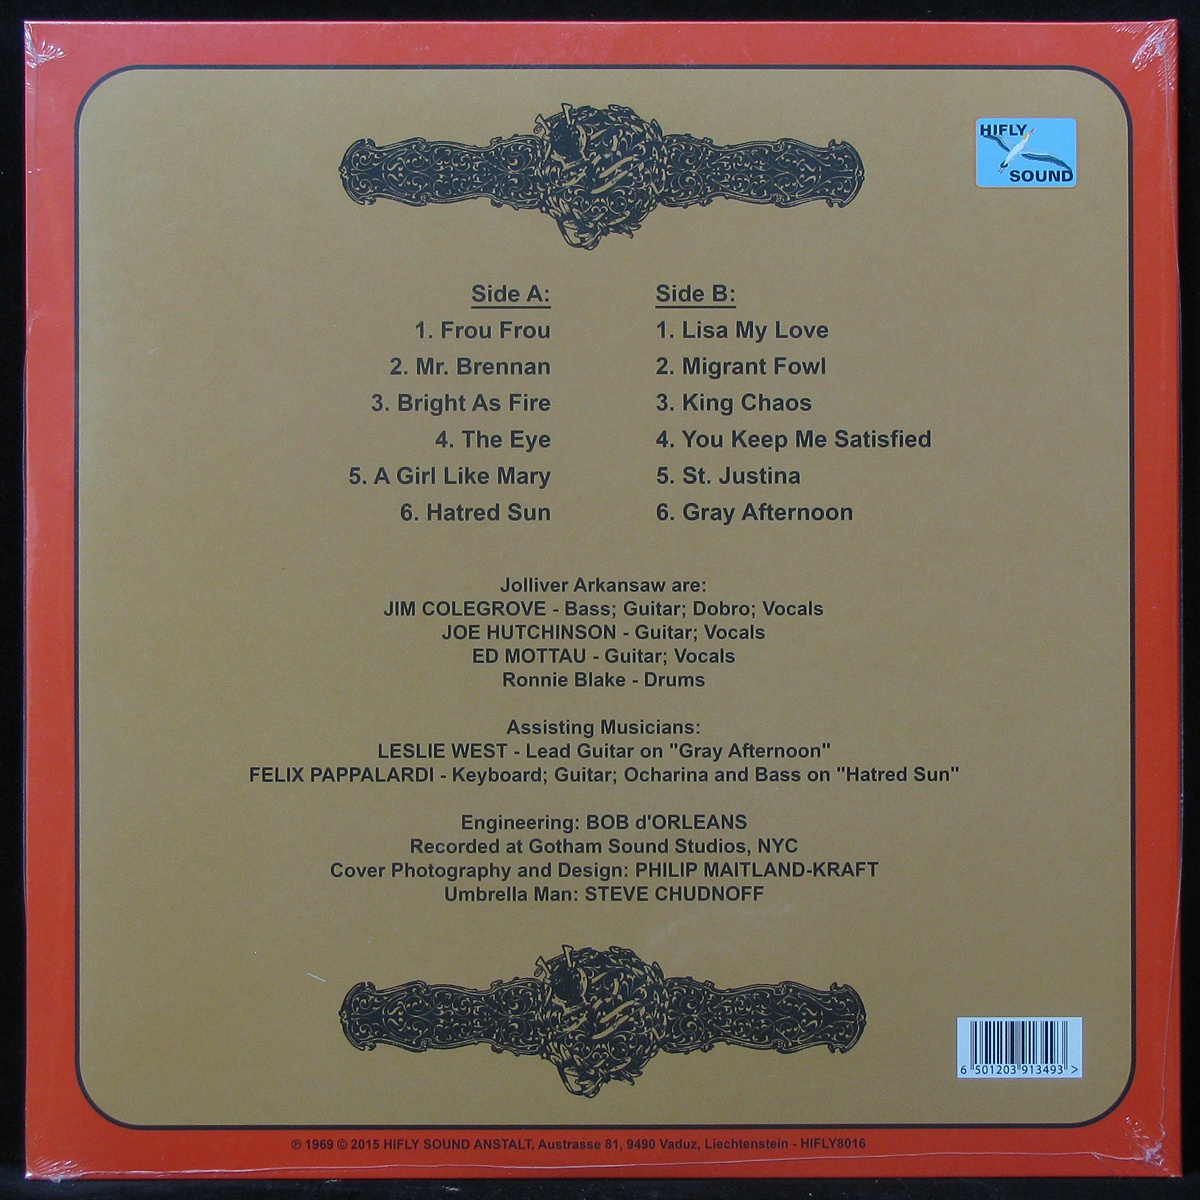 HIFLY
SOUND
Side A:
1. Frou Frou
2. Mr. Brennan
3. Bright As Fire
4. The Eye
5. A Girl Like Mary
6. Hatred Sun
Side B:
1. Lisa My Love
2. Migrant Fowl
3. King Chaos
4. You Keep Me Satisfied
5. St. Justina
6. Gray Afternoon
Jolliver Arkansaw are:
JIM COLEGROVE - Bass; Guitar; Dobro; Vocals
JOE HUTCHINSON - Guitar; Vocals
ED MOTTAU - Guitar; Vocals
Ronnie Blake - Drums
Assisting Musicians:
LESLIE WEST - Lead Guitar on "Gray Afternoon"
FELIX PAPPALARDI - Keyboard; Guitar; Ocharina and Bass on "Hatred Sun"
Engineering: BOB d'ORLEANS
Recorded at Gotham Sound Studios, NYC
Cover Photography and Design: PHILIP MAITLAND-KRAFT
Umbrella Man: STEVE CHUDNOFF
6 501203 913493 >
℗ 1969 © 2015 HIFLY SOUND ANSTALT, Austrasse 81, 9490 Vaduz, Liechtenstein - HIFLY8016